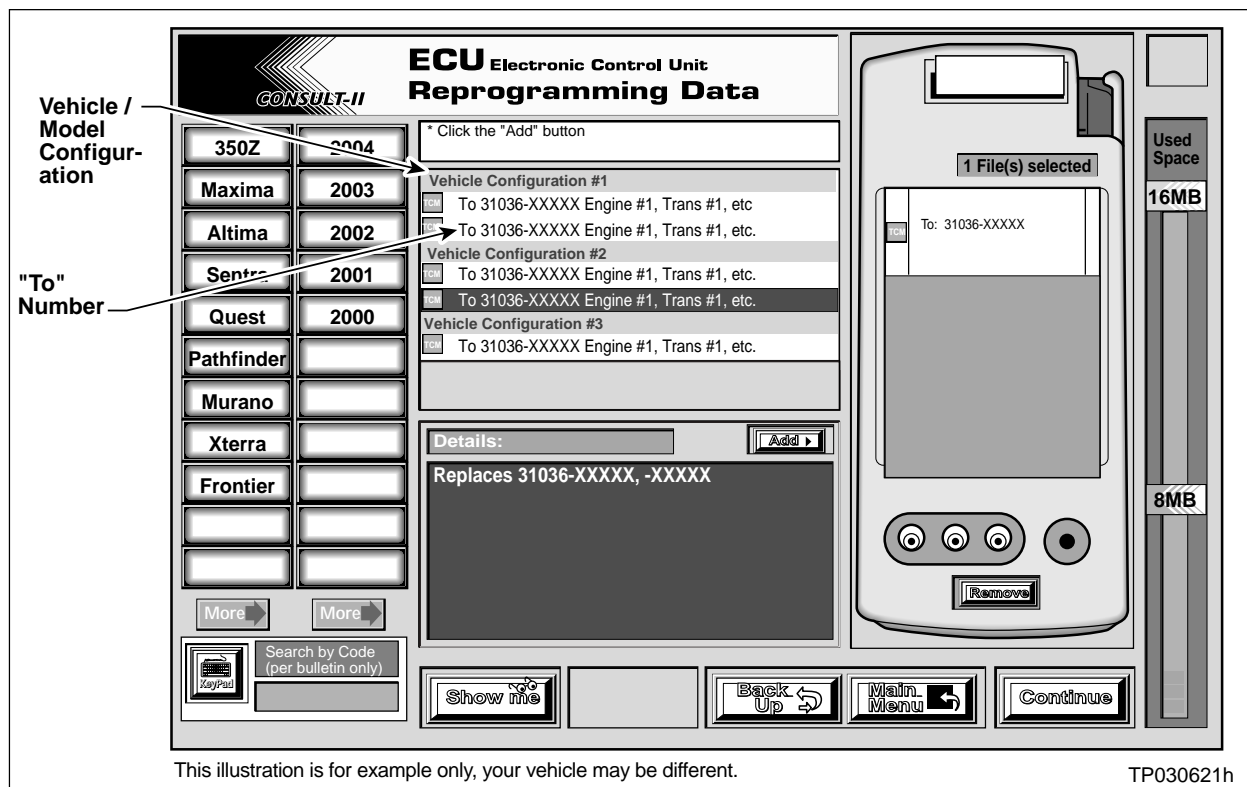 CONSULT-II
ECU Electronic Control Unit
Reprogramming Data
Vehicle /
Model
Configur-
ation
"To"
Number
350Z
Maxima
Altima
Sentra
Quest
Pathfinder
Murano
Xterra
Frontier
More
2004
2003
2002
2001
2000
More
Search by Code
(per bulletin only)
KeyPad
* Click the "Add" button
Vehicle Configuration #1
TCM To 31036-XXXXX Engine #1, Trans #1, etc
TCM To 31036-XXXXX Engine #1, Trans #1, etc.
Vehicle Configuration #2
TCM To 31036-XXXXX Engine #1, Trans #1, etc.
TCM To 31036-XXXXX Engine #1, Trans #1, etc.
Vehicle Configuration #3
TCM To 31036-XXXXX Engine #1, Trans #1, etc.
Details:
Add
Replaces 31036-XXXXX, -XXXXX
Show me
Back
Up
Main
Menu
Continue
1 File(s) selected
TCM To: 31036-XXXXX
Remove
Used
Space
16MB
8MB
This illustration is for example only, your vehicle may be different.
TP030621h